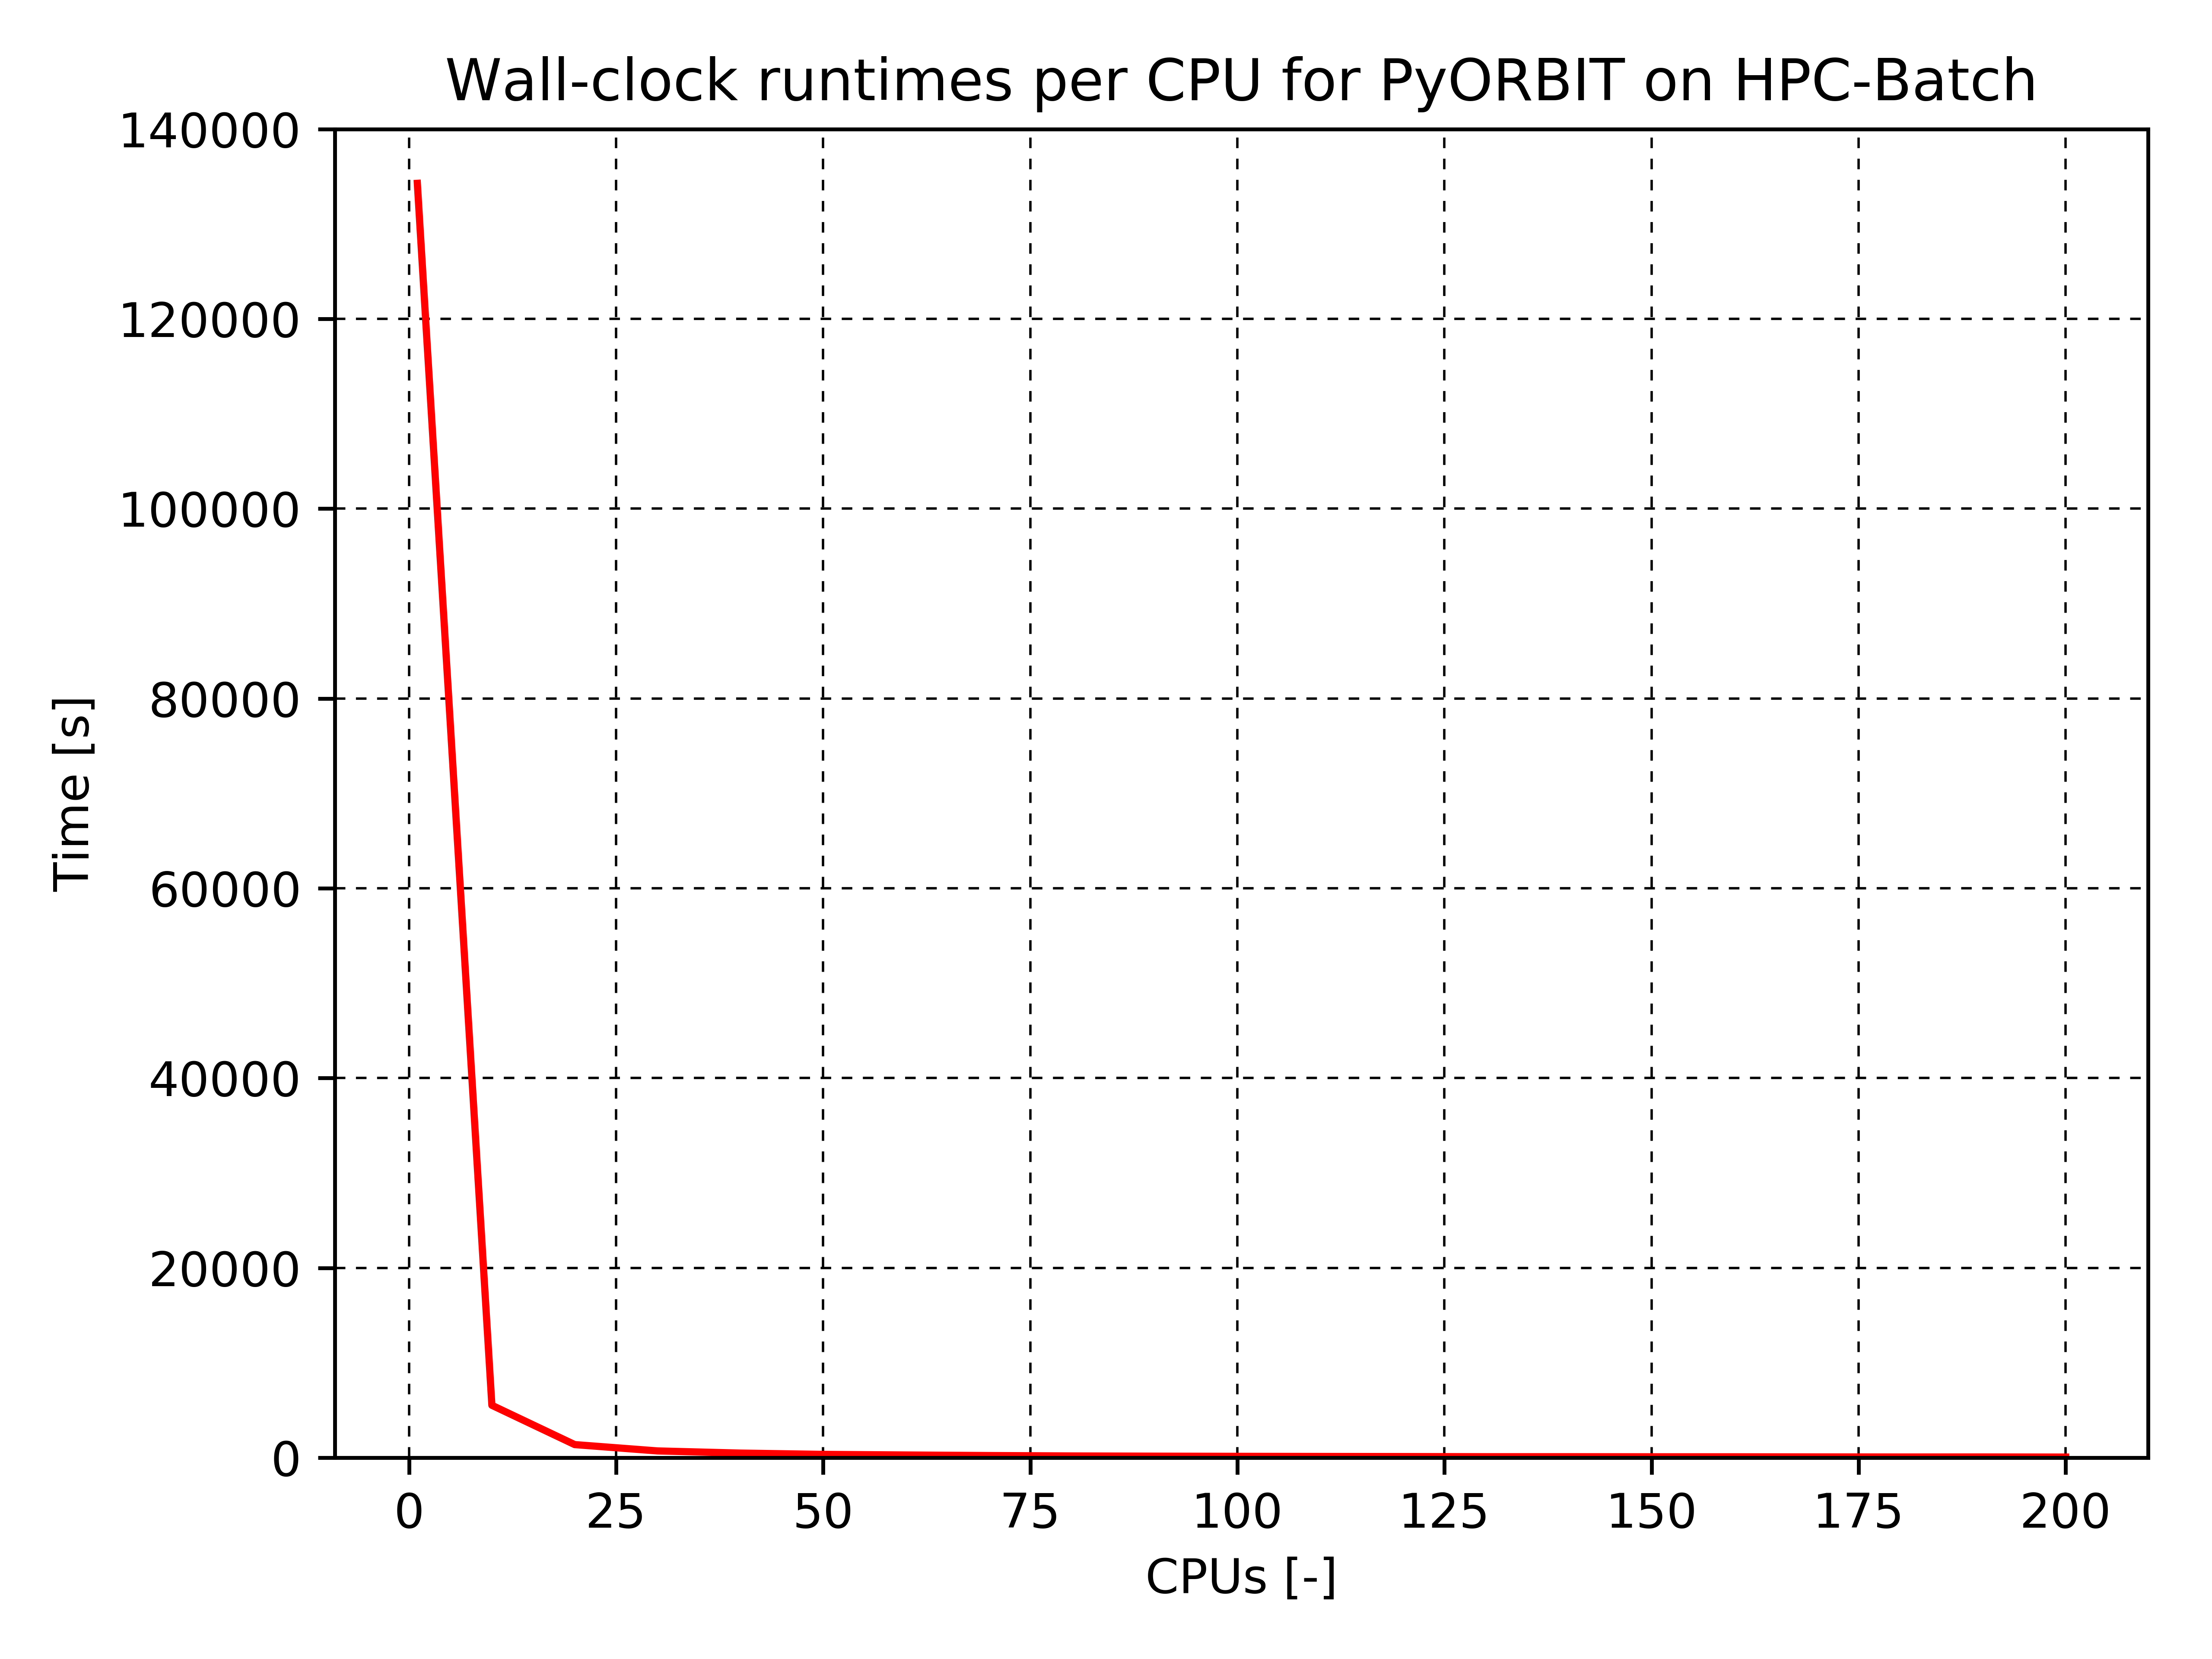 Wall-clock runtimes per CPU for PyORBIT on HPC-Batch
140000
120000
100000
80000
60000
40000
20000
0
Time [s]
0 25 50 75 100 125 150 175 200
CPUs [-]